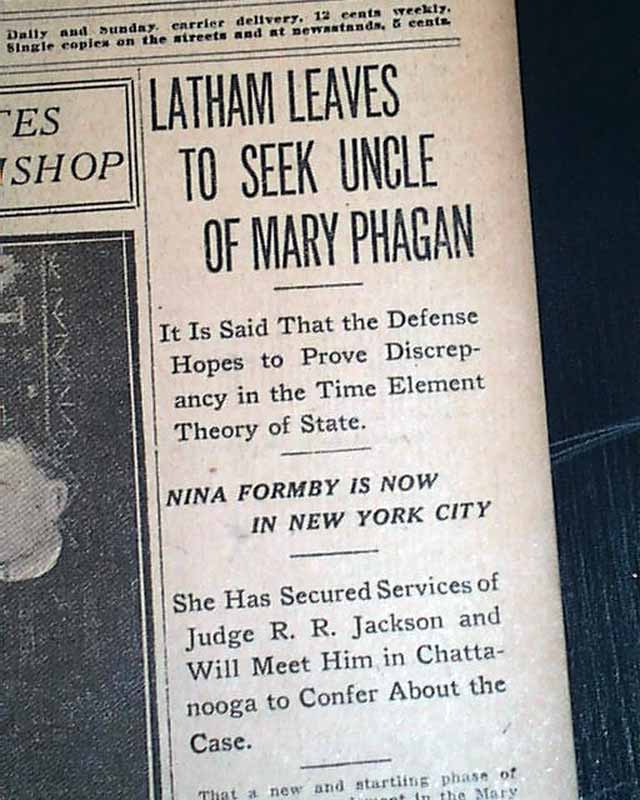 Daily and Sunday, carrier delivery, 12 cents weekly.
Single copies on the streets and at newsstands, 5 cents.
LATHAM LEAVES
TO SEEK UNCLE
OF MARY PHAGAN
It Is Said That the Defense
Hopes to Prove Discrep-
ancy in the Time Element
Theory of State.
NINA FORMBY IS NOW
IN NEW YORK CITY
She Has Secured Services of
Judge R. R. Jackson and
Will Meet Him in Chatta-
nooga to Confer About the
Case.
That a new and startling phase of
in the Mary